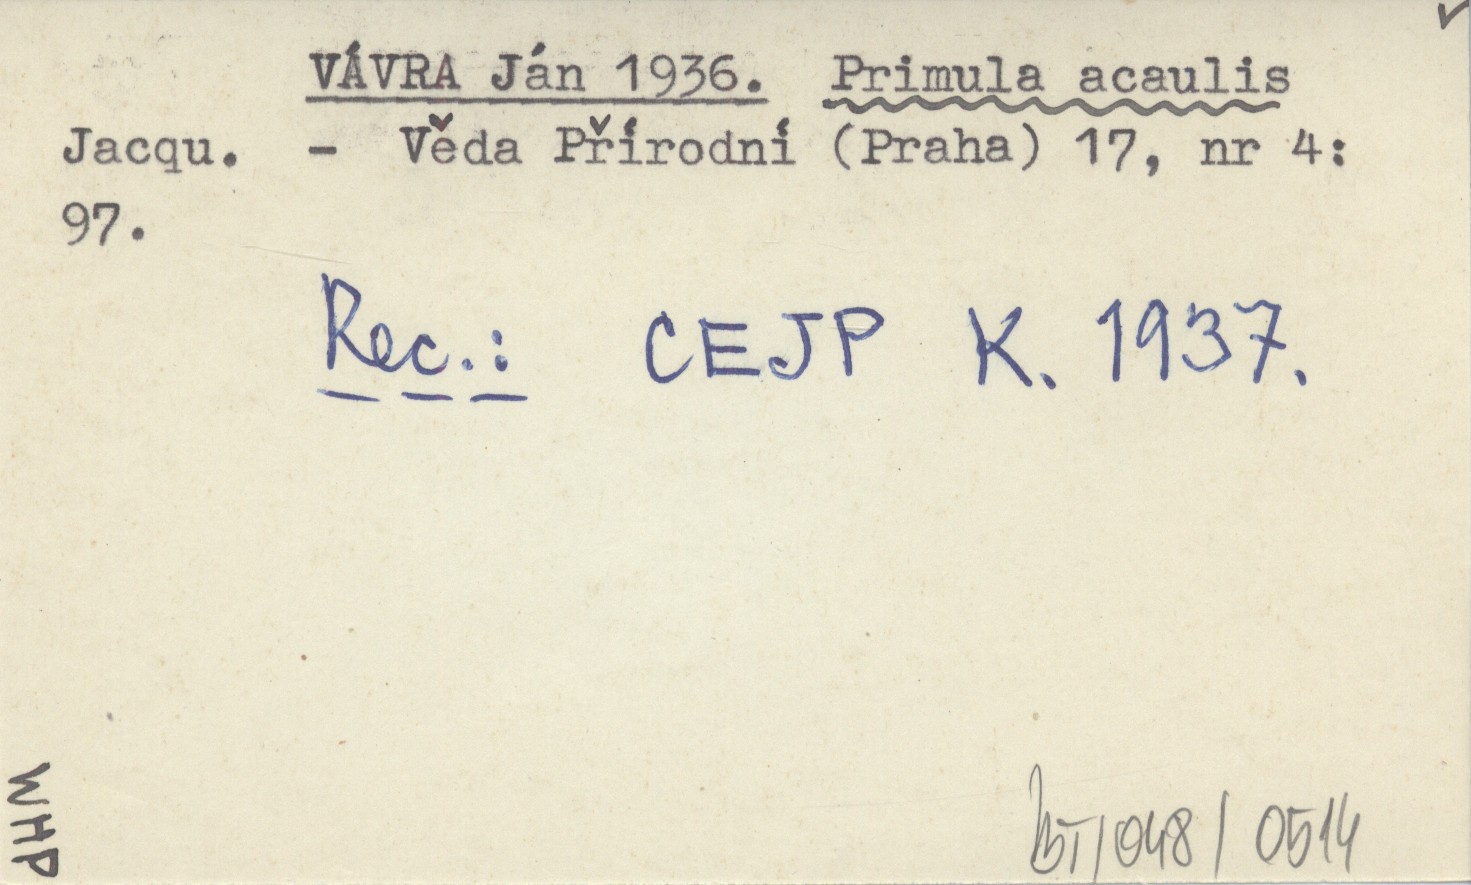 VÁVRA Ján 1936. Primula acaulis
Jacqu. - Věda Přírodní (Praha) 17, nr 4:
97.
Rec.: CEJP K. 1937.
WHP
BT/048/0514